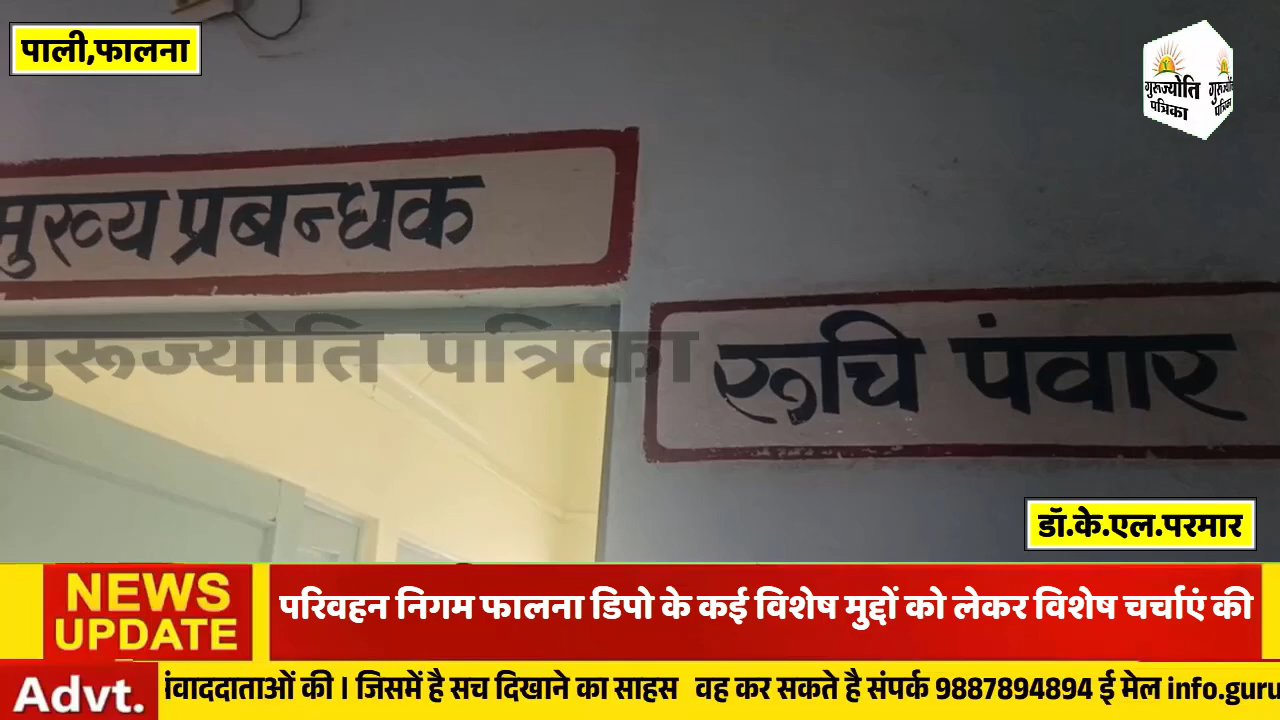 पाली,फालना
गुरूज्योति
पत्रिका
मुख्य प्रबन्धक
गुरूज्योति पत्रिका
रूचि पंवार
डॉ.के.एल.परमार
NEWS
UPDATE
परिवहन निगम फालना डिपो के कई विशेष मुद्दों को लेकर विशेष चर्चाएं की
Advt.
की । जिसमें है सच दिखाने का साहस वह कर सकते है संपर्क 9887894894 ई मेल info.guru